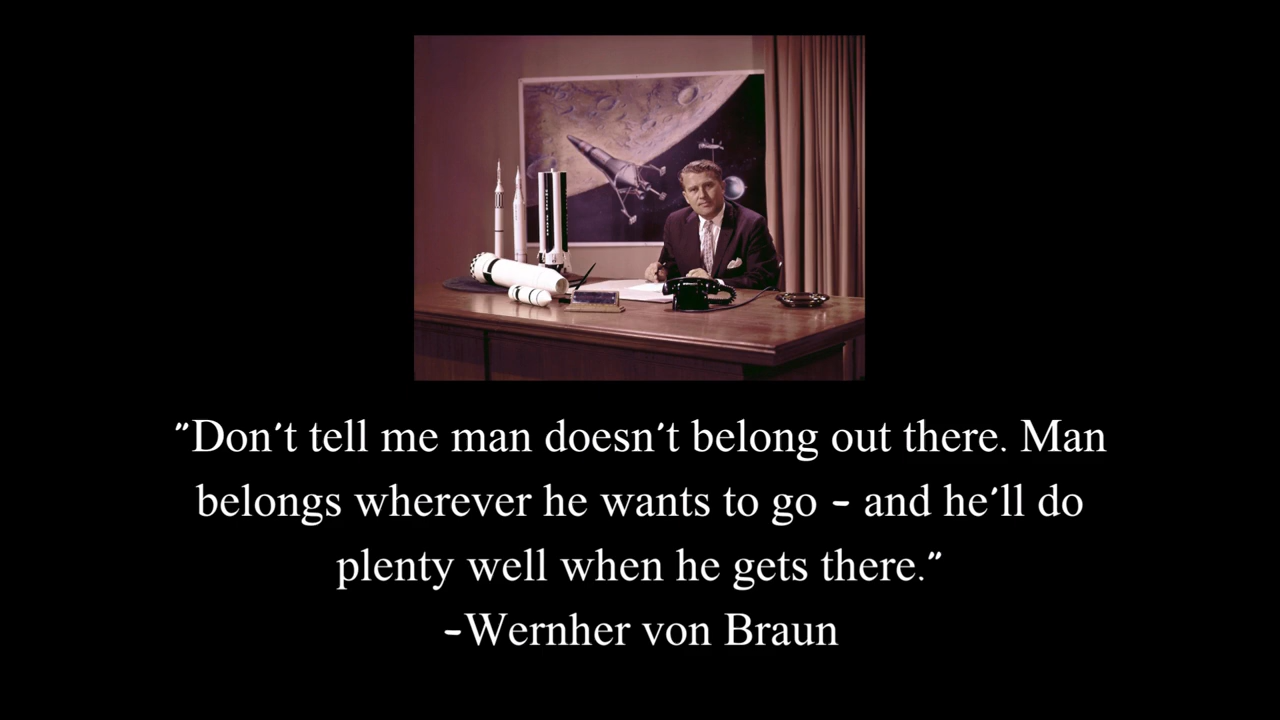 "Don't tell me man doesn't belong out there. Man
belongs wherever he wants to go - and he'll do
plenty well when he gets there."
-Wernher von Braun